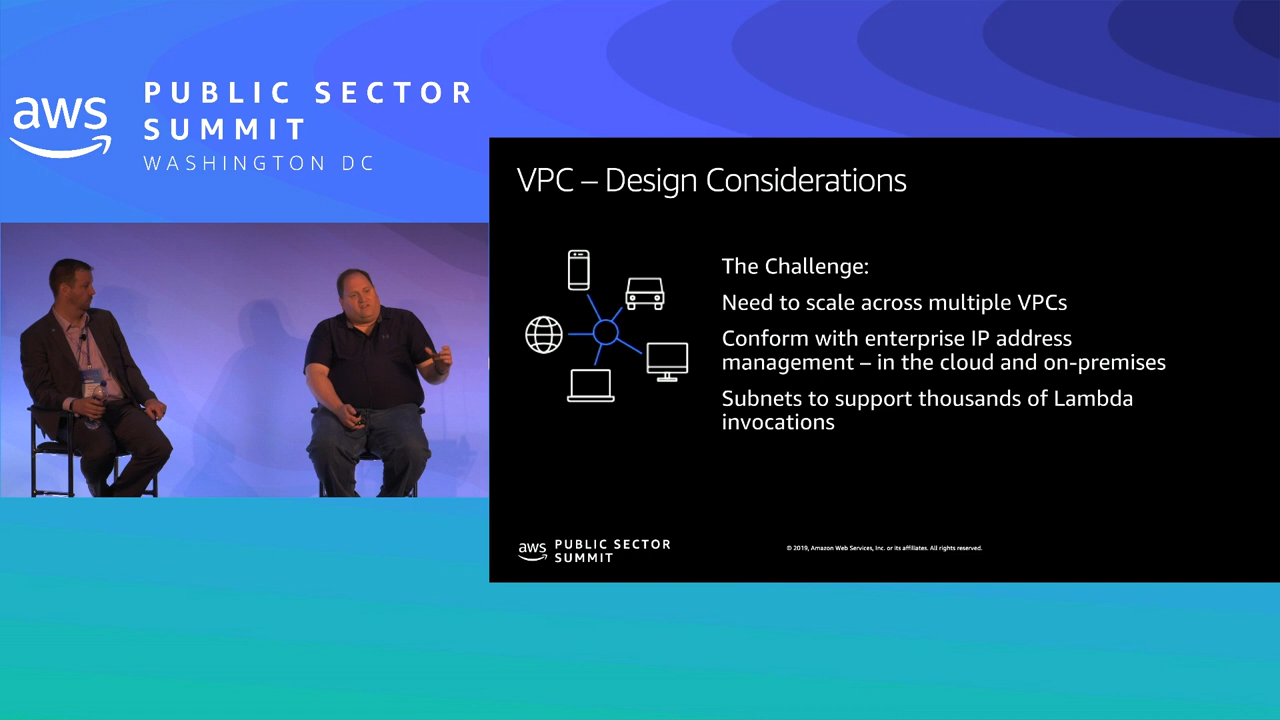 aws
PUBLIC SECTOR
SUMMIT
WASHINGTON DC
VPC – Design Considerations
The Challenge:
Need to scale across multiple VPCs
Conform with enterprise IP address
management – in the cloud and on-premises
Subnets to support thousands of Lambda
invocations
aws
PUBLIC SECTOR
SUMMIT
© 2019, Amazon Web Services, Inc. or its affiliates. All rights reserved.